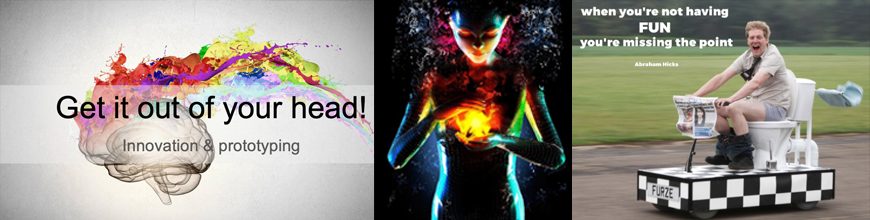 Get it out of your head!
Innovation & prototyping
when you're not having
FUN
you're missing the point
Abraham Hicks
FURZE